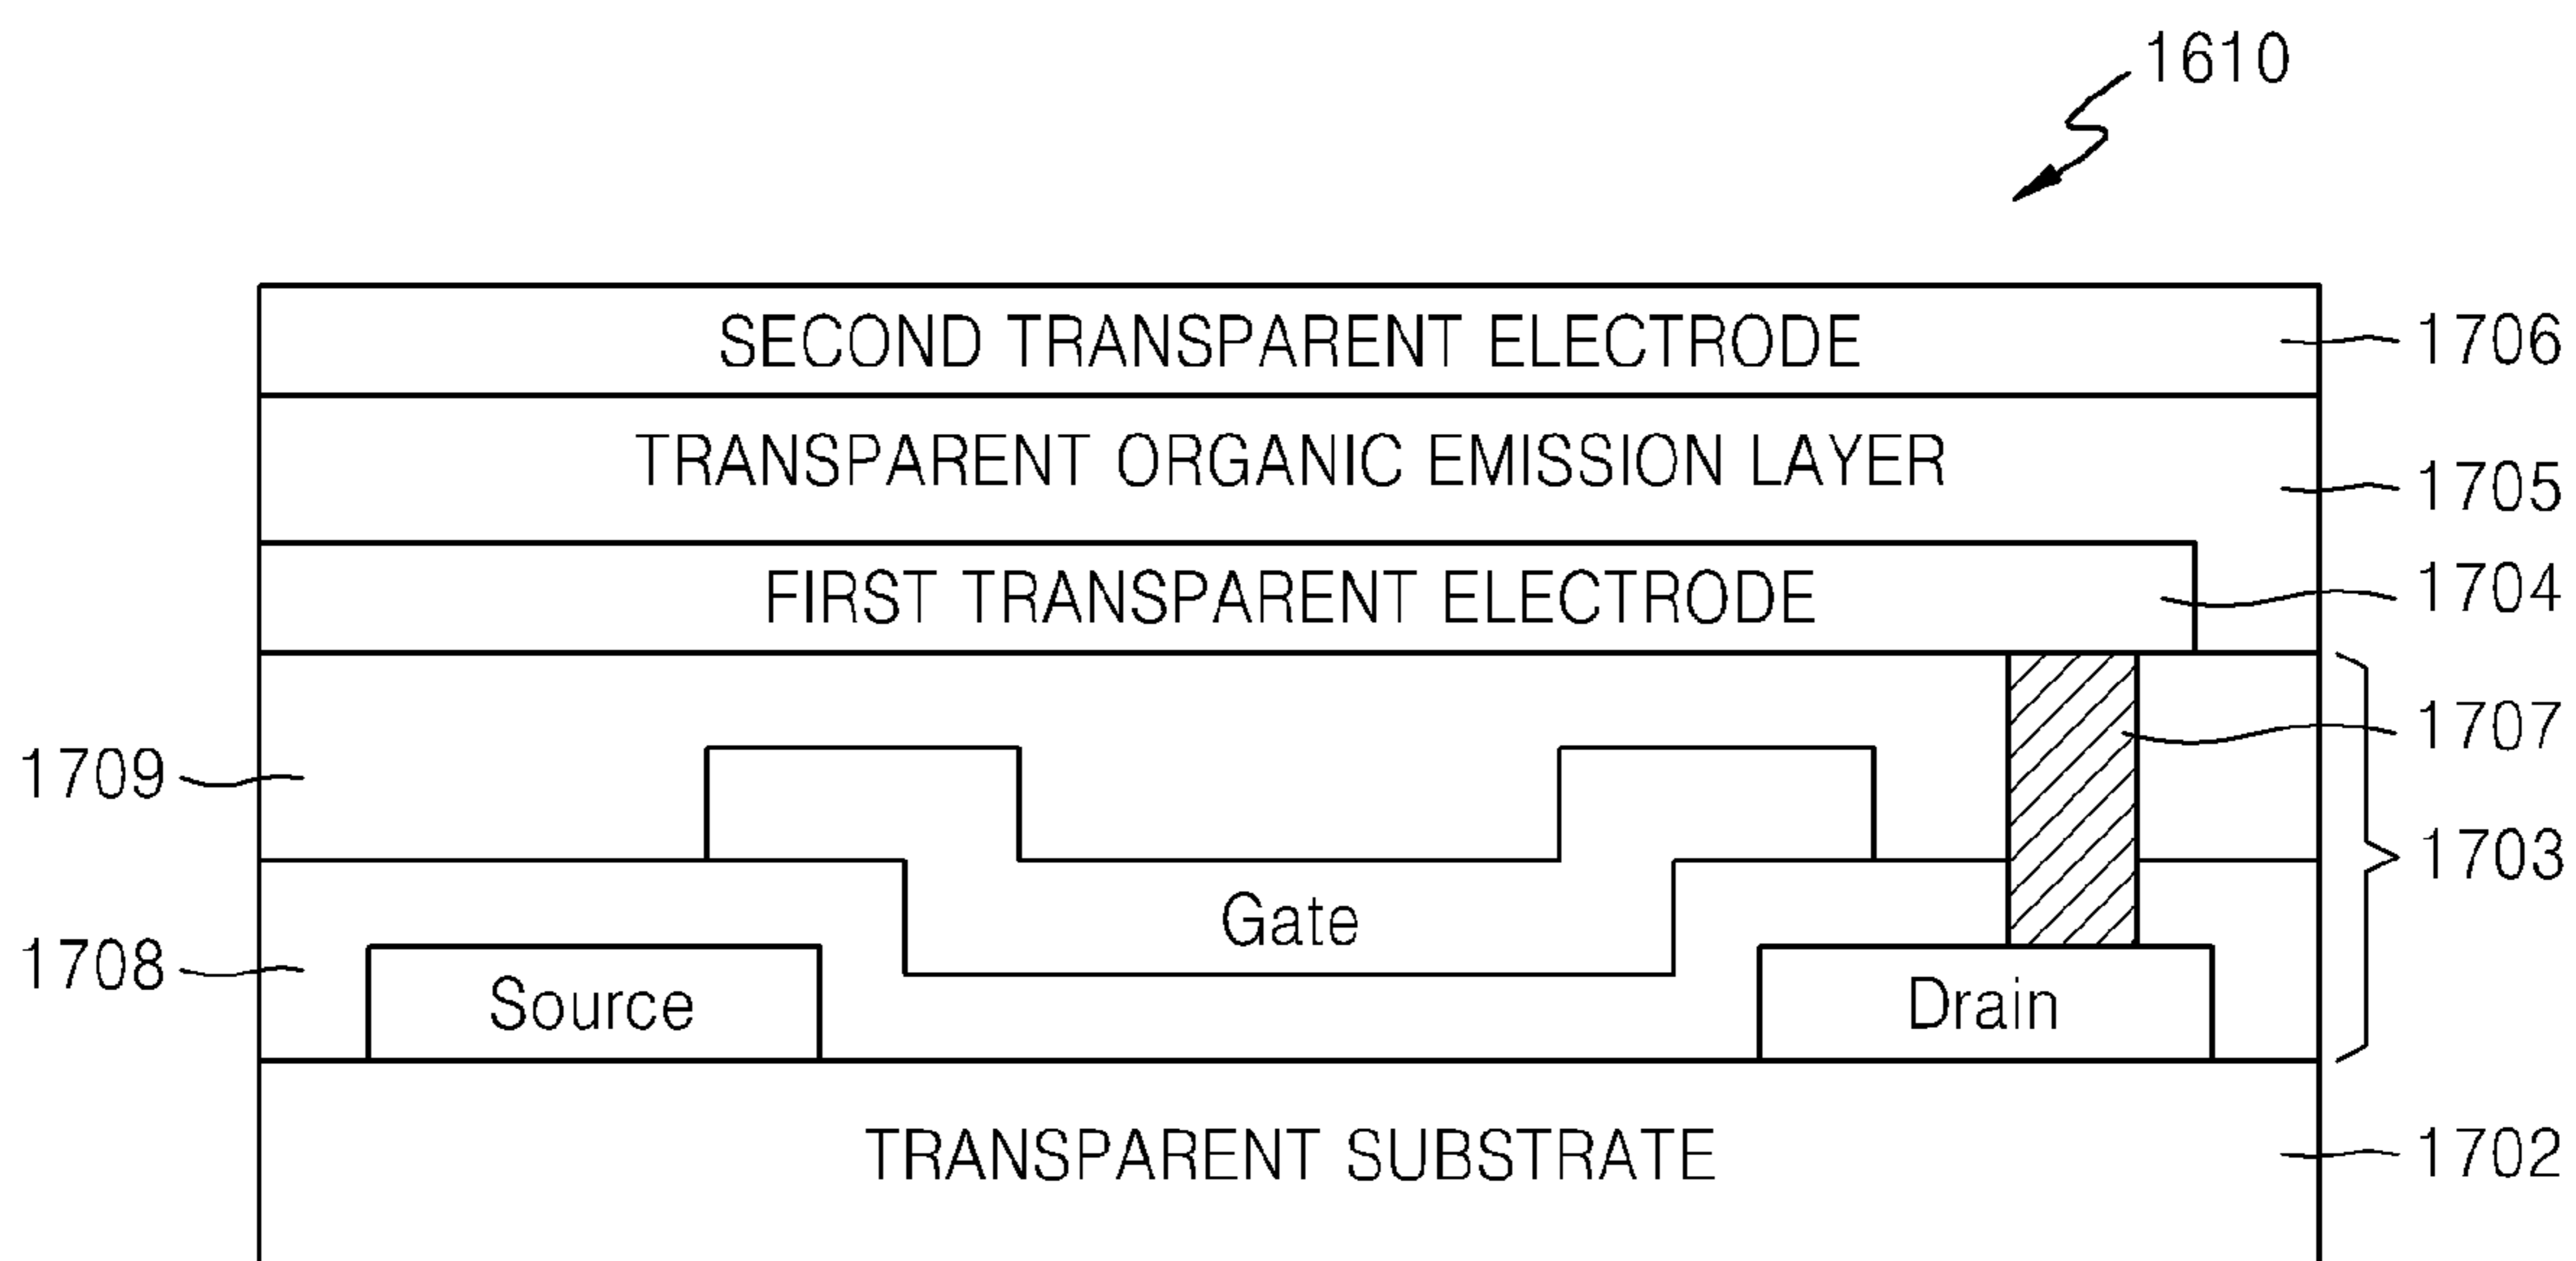 1610
SECOND TRANSPARENT ELECTRODE
1706
TRANSPARENT ORGANIC EMISSION LAYER
1705
FIRST TRANSPARENT ELECTRODE
1704
1707
1709
1703
Gate
1708
Source
Drain
TRANSPARENT SUBSTRATE
1702